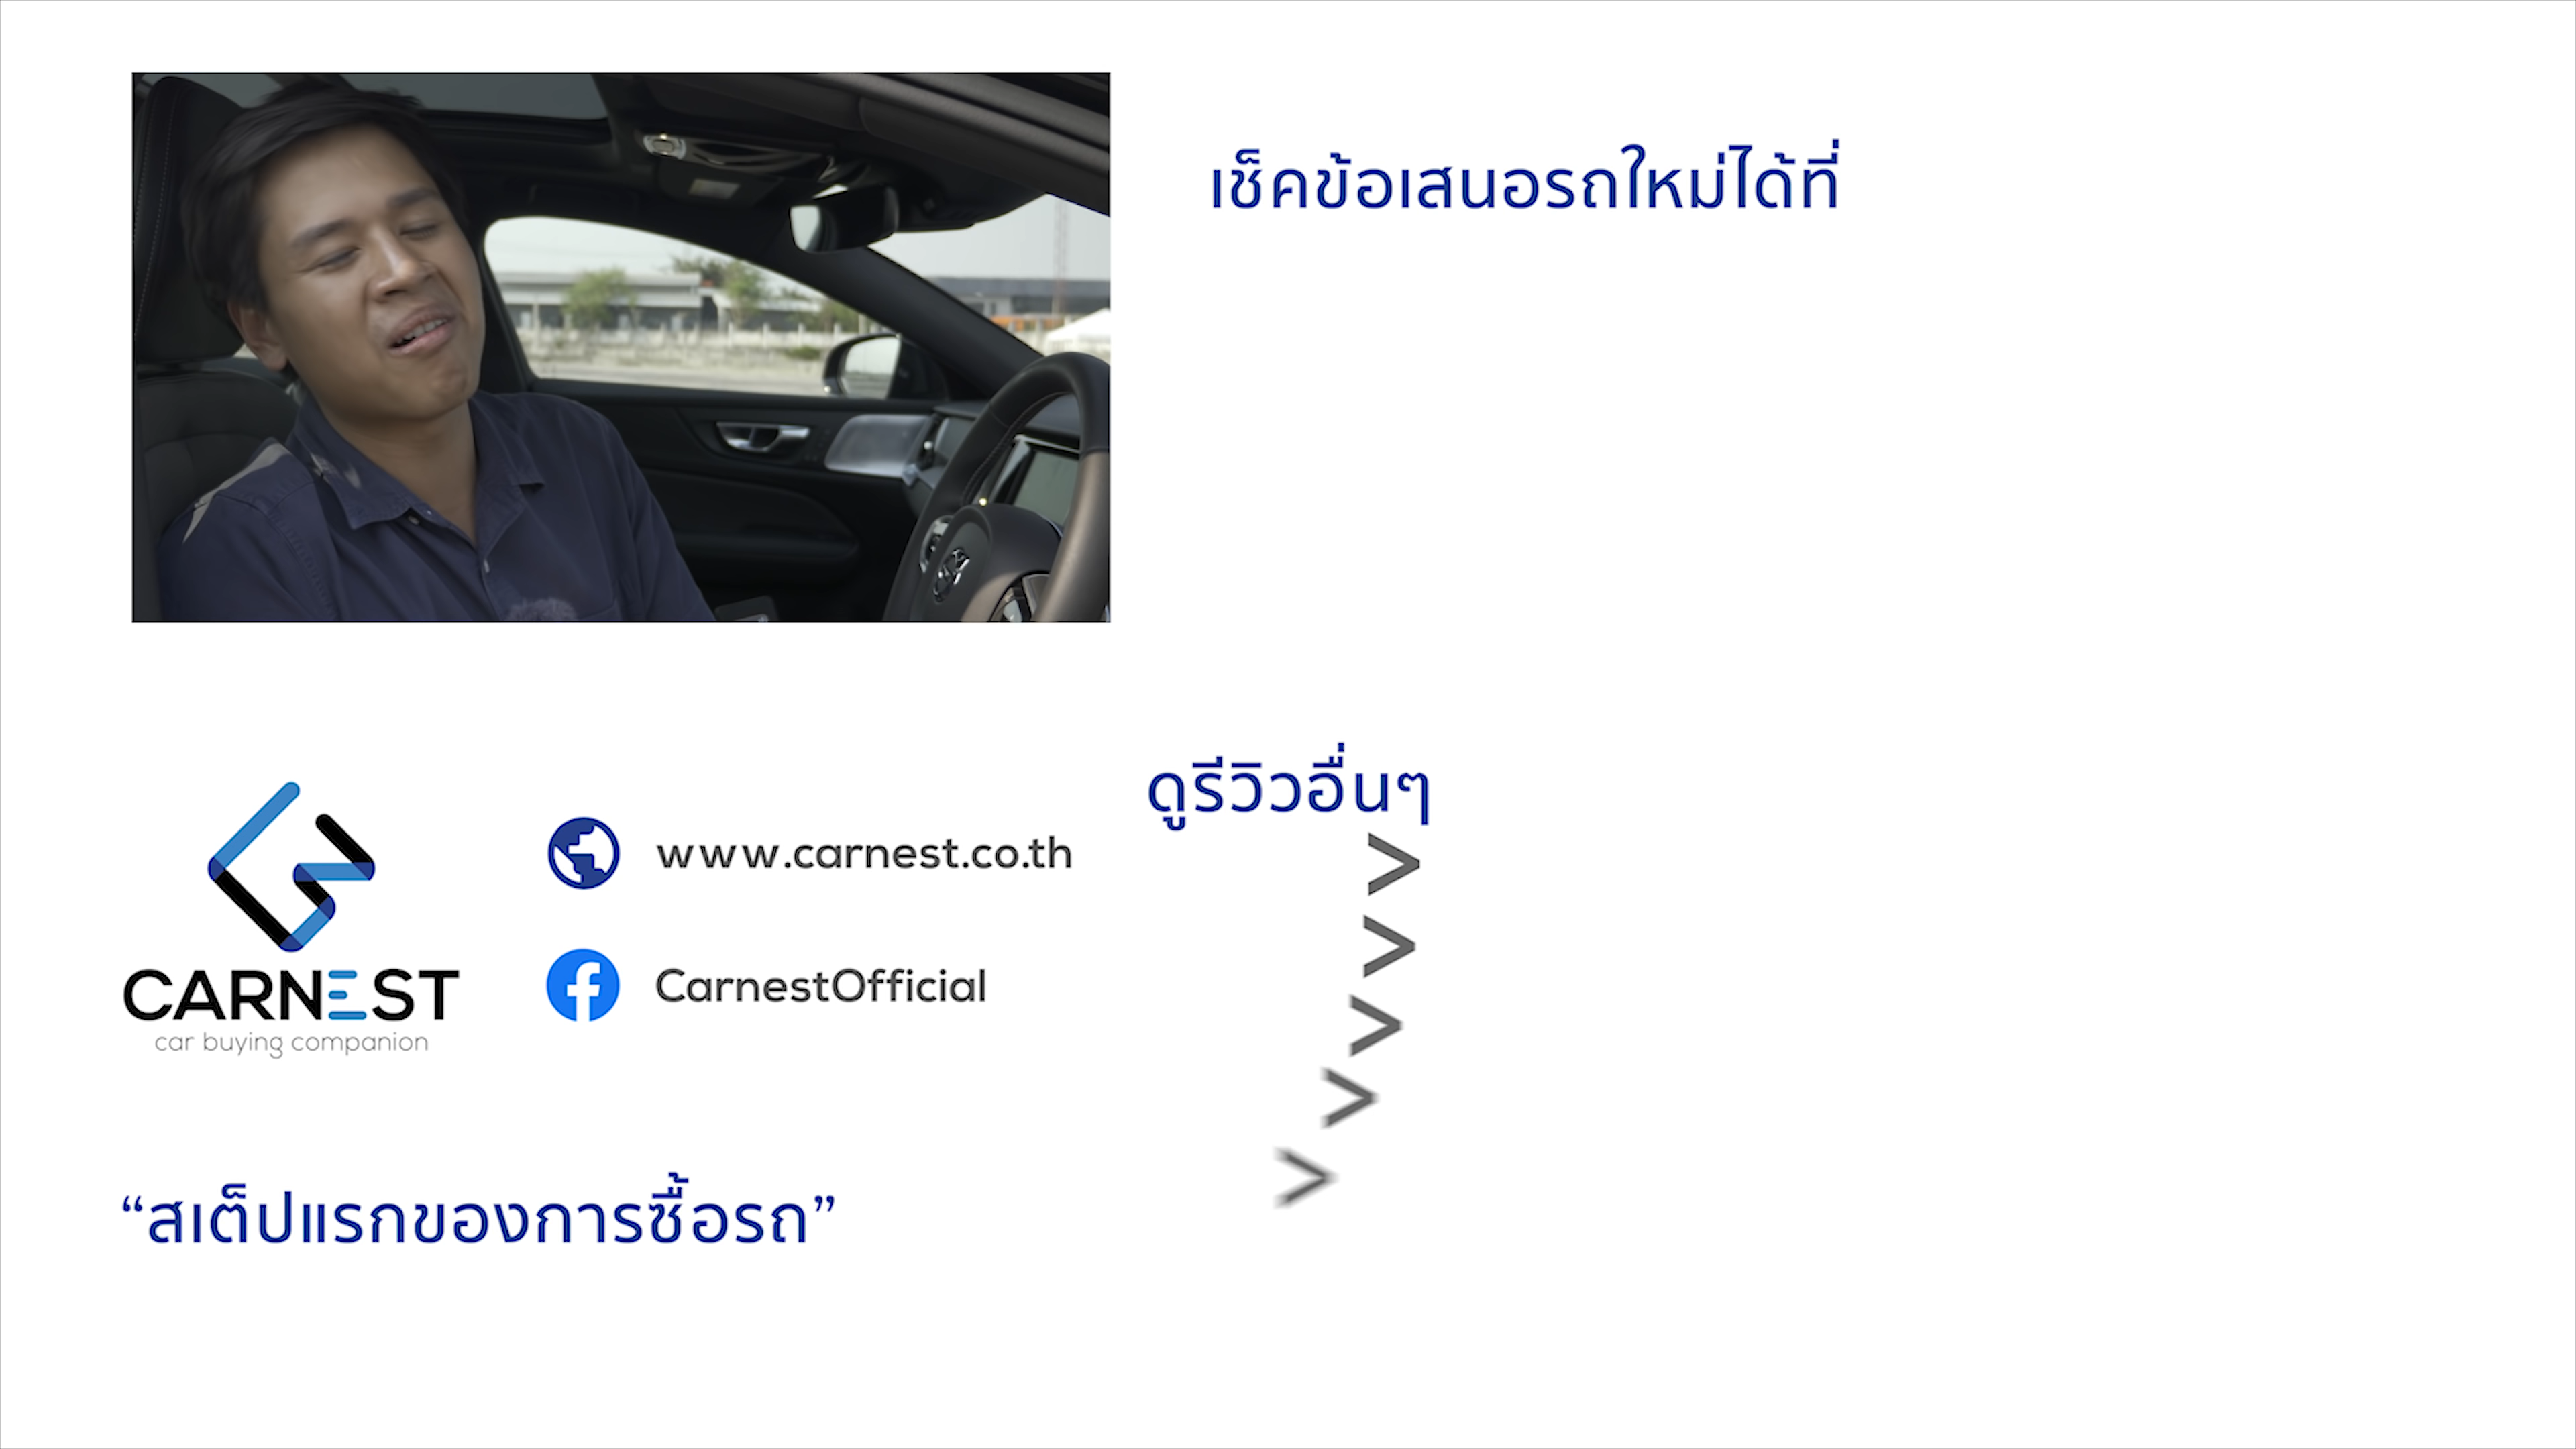 เช็คข้อเสนอรถใหม่ได้ที่
ดูรีวิวอื่นๆ
>
>
>
>
>
www.carnest.co.th
CarnestOfficial
CARNEST
car buying companion
“สเต็ปแรกของการซื้อรถ”